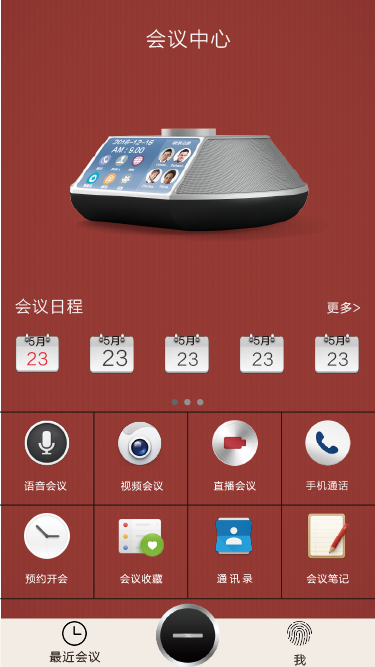 会议中心
2016-12-16
AM : 9.00
会议日程
更多>
5月 5月 5月 5月 5月
23 23 23 23 23
语音会议 视频会议 直播会议 手机通话
预约开会 会议收藏 通讯录 会议笔记
最近会议 我